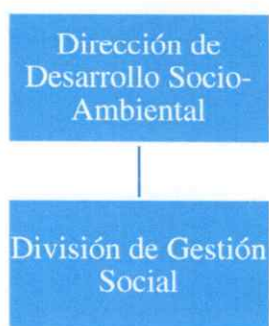 Dirección de
Desarrollo Socio-
Ambiental
División de Gestión
Social